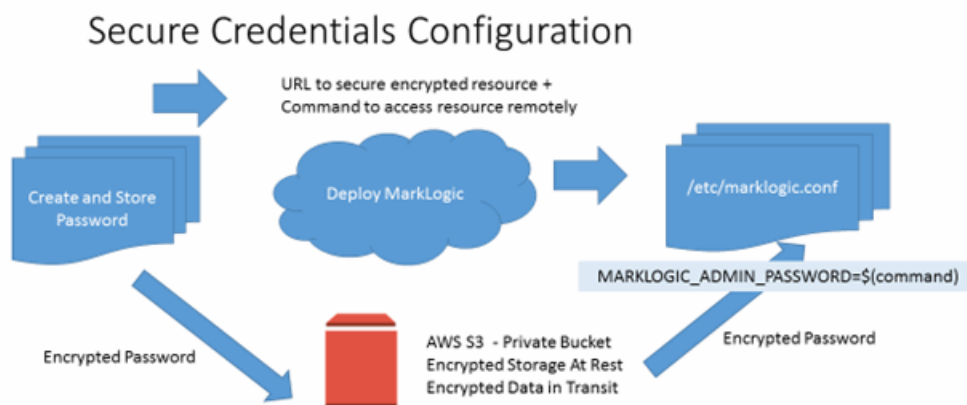 Secure Credentials Configuration
URL to secure encrypted resource +
Command to access resource remotely
Create and Store
Password
Deploy MarkLogic
/etc/marklogic.conf
MARKLOGIC_ADMIN_PASSWORD=$(command)
Encrypted Password
AWS S3 - Private Bucket
Encrypted Storage At Rest
Encrypted Data in Transit
Encrypted Password